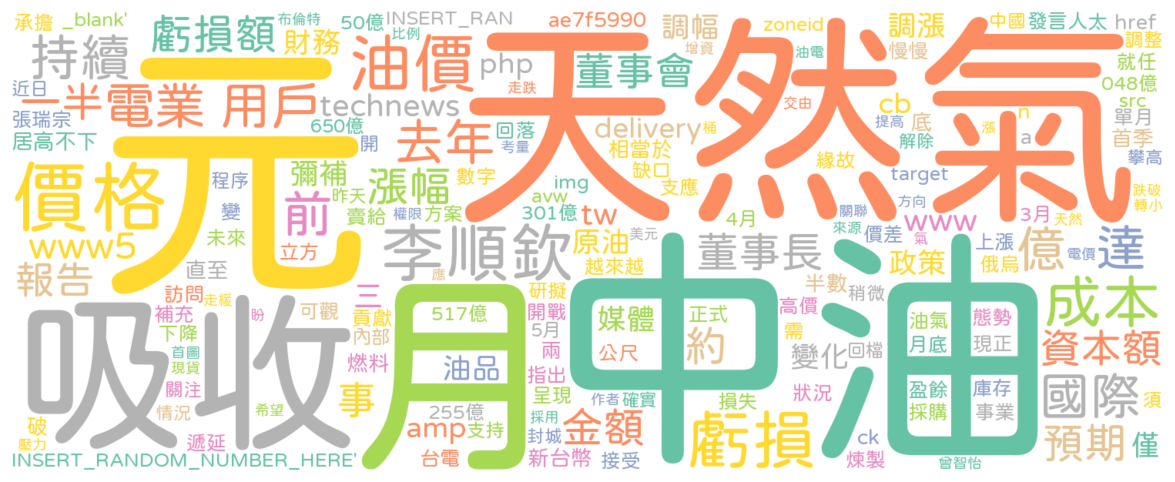 承擔 _blank' 虧損額 布倫特 50億 INSERT_RAN ae7f5990 調幅 zoneid 調漲 中國 發言人太 href
持續 財務 比例 油價 php 董事會 增資 油電 慢慢 就任 調整
近日 一半 電業 用戶 technews 走跌 天然氣 交由 cb 底 n 048億 src
張瑞宗 650億 去年 回落 delivery 桶 提高 解除 漲 a 單月 首季
居高不下 開 考量 相當於 缺口 緣故 target 攀高
元 價格 程序 彌補 昨天 漲幅 數字 img 支應 跌破
變 前 賣給 權限 方案 avw 301億 tw 4月 關聯 方向 www 3月 天然 轉小
www5 未來 立方 李順欽 原油 美元 董事長 來源 價差 氣 上漲 億 電價 達
報告 直至 應 越來越 政策 俄烏
吸收 訪問 走緩 三 月 研擬 中油 半數 稍微 成本
補充 盼 可觀 貢獻 517億 開戰 媒體 正式 高價 油氣 態勢
下降 內部 5月 兩 公尺 約 需 變化 回檔 月底 現正 資本額
首圖 現貨 燃料 油品 指出 呈現 狀況 國際
關注 情況 希望 事 255億 採用 作者 確實 損失 盈餘 庫存 須
破 壓力 遞延 amp 支持 封城 金額 虧損 採購 事業 預期 僅
INSERT_RANDOM_NUMBER_HERE' 台電 新台幣 接受 ck 煉製 曾智怡